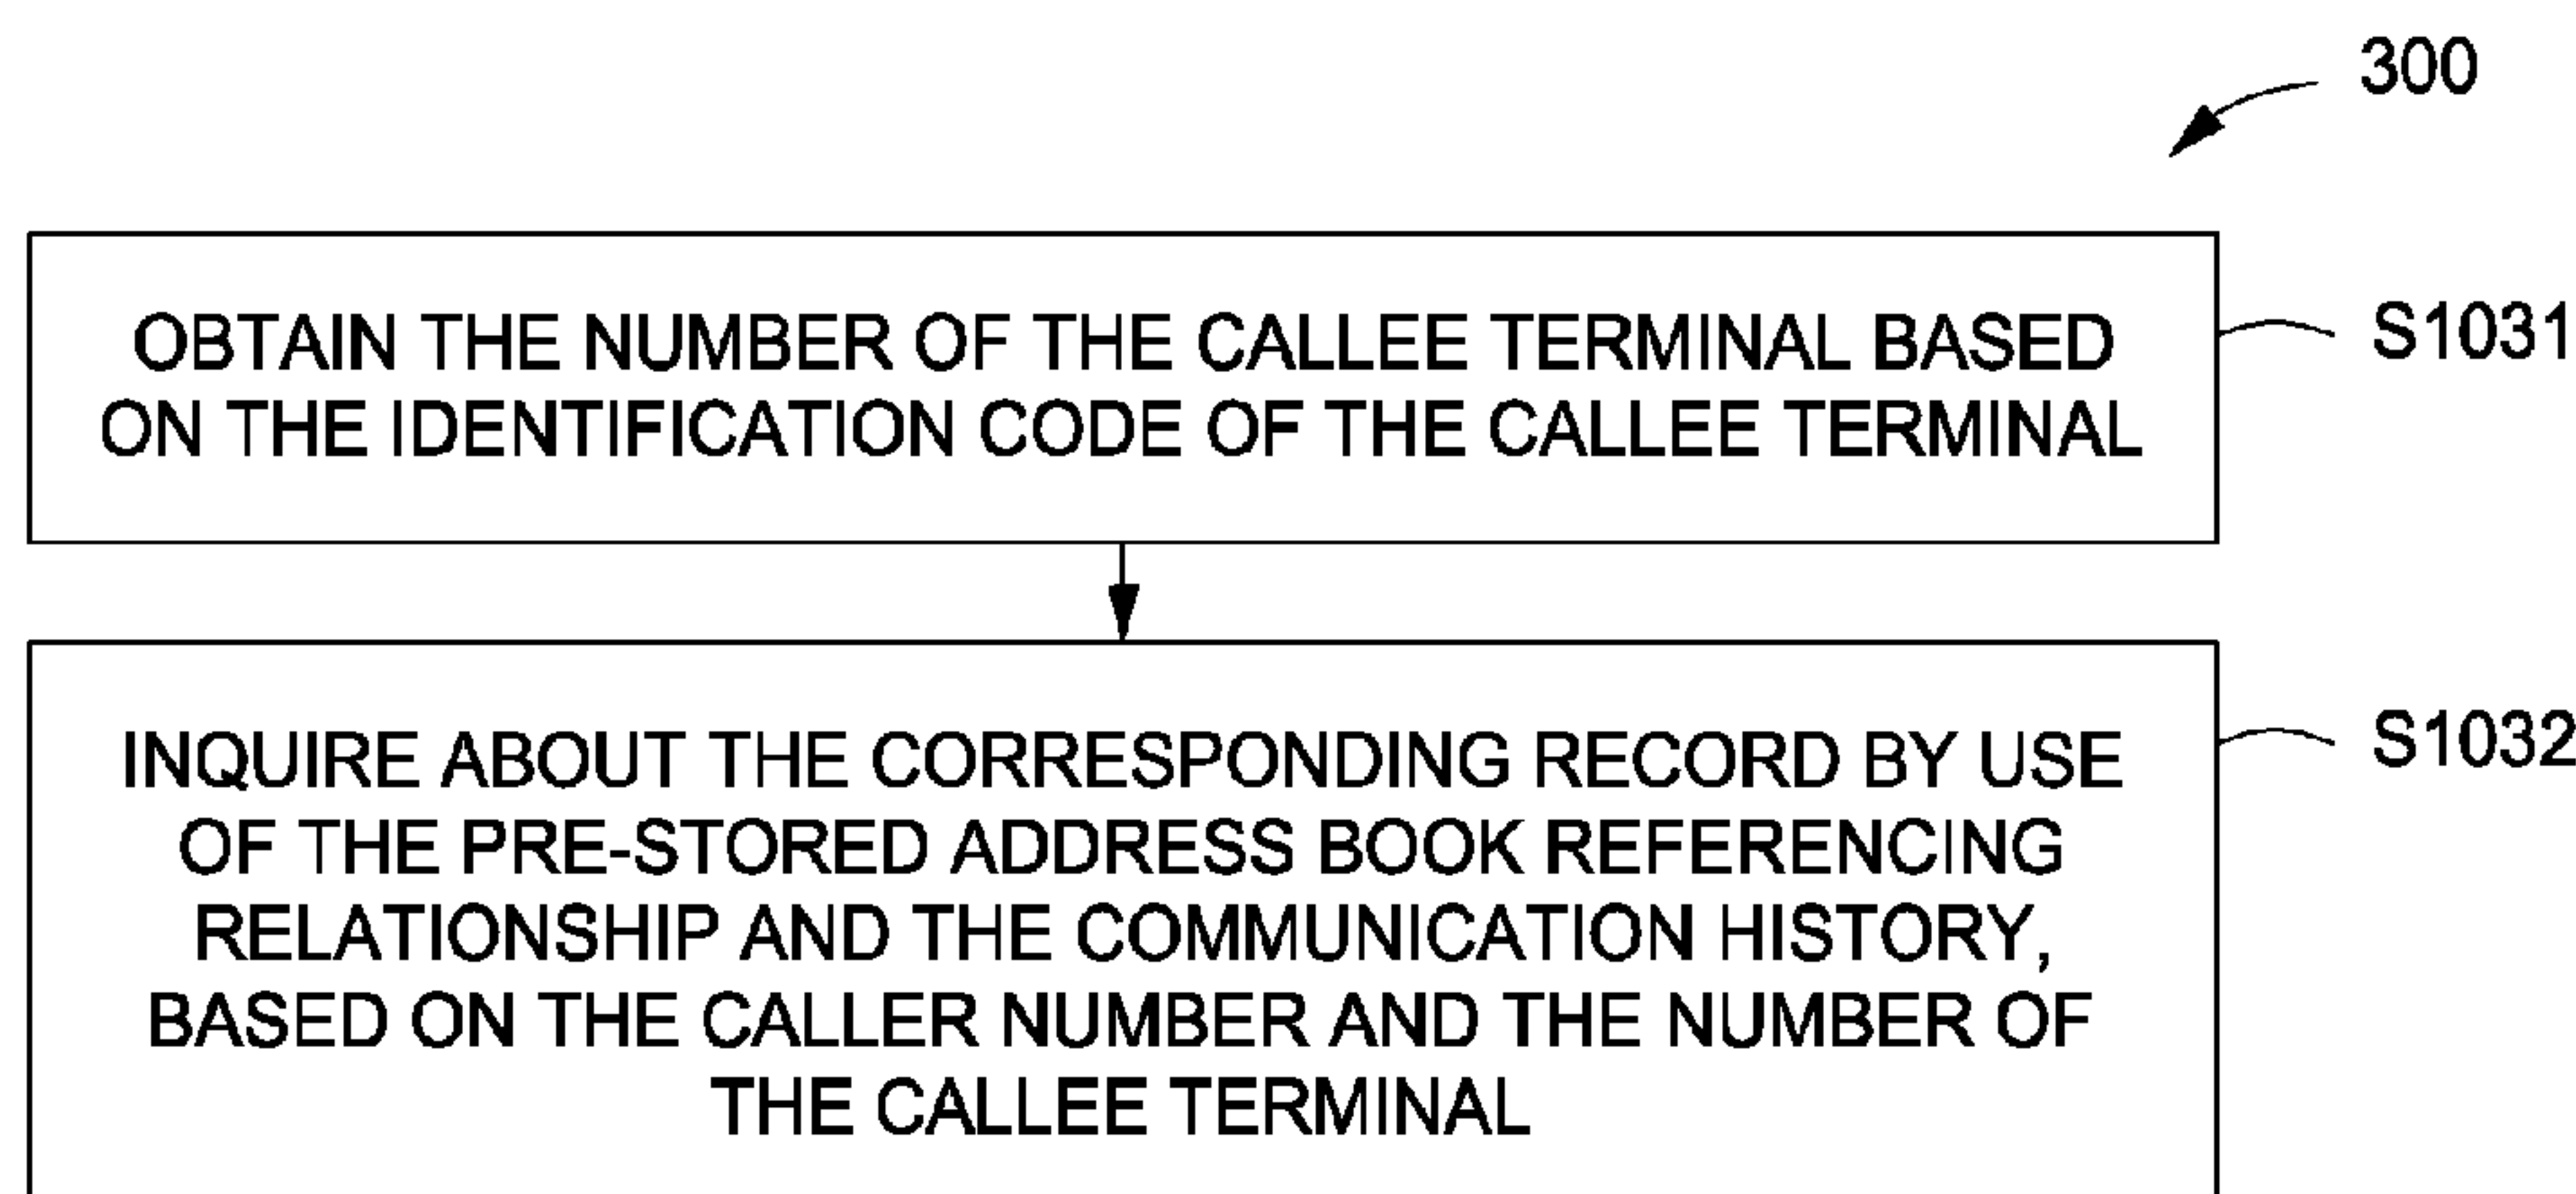 300
OBTAIN THE NUMBER OF THE CALLEE TERMINAL BASED
ON THE IDENTIFICATION CODE OF THE CALLEE TERMINAL
S1031
INQUIRE ABOUT THE CORRESPONDING RECORD BY USE
OF THE PRE-STORED ADDRESS BOOK REFERENCING
RELATIONSHIP AND THE COMMUNICATION HISTORY,
BASED ON THE CALLER NUMBER AND THE NUMBER OF
THE CALLEE TERMINAL
S1032